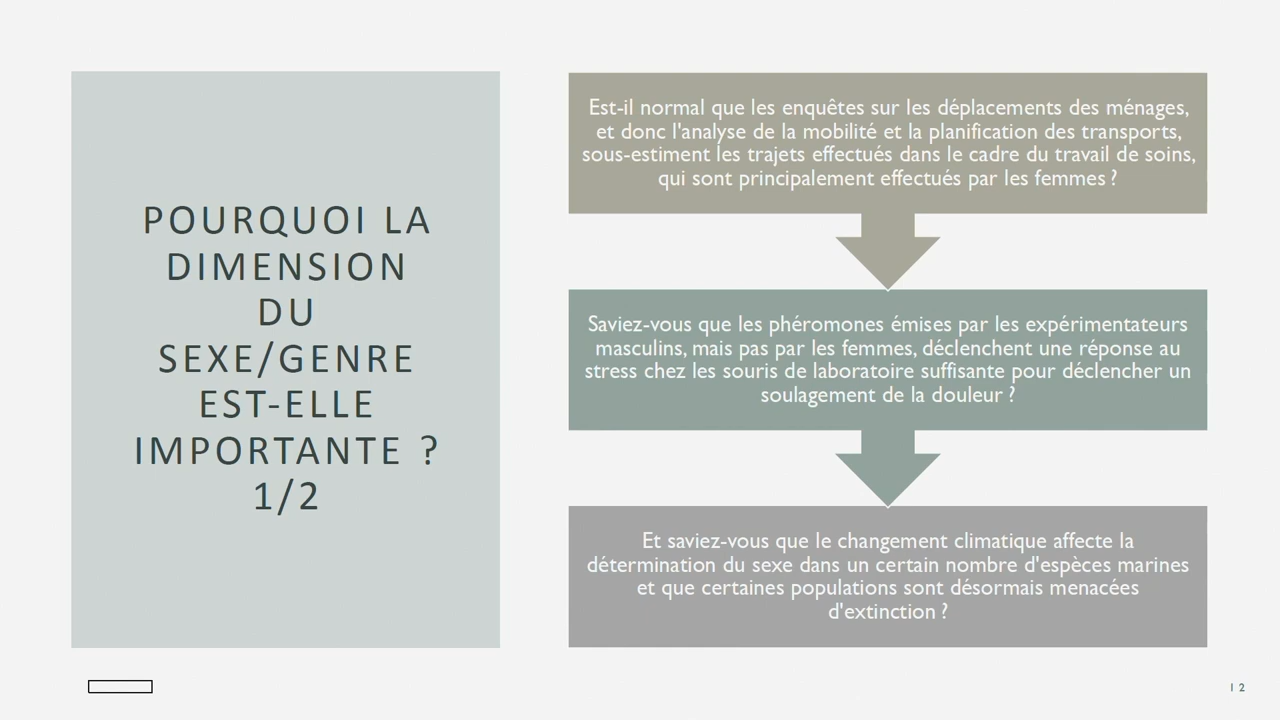 POURQUOI LA
DIMENSION
DU
SEXE/GENRE
EST-ELLE
IMPORTANTE ?
1/2
Est-il normal que les enquêtes sur les déplacements des ménages,
et donc l'analyse de la mobilité et la planification des transports,
sous-estiment les trajets effectués dans le cadre du travail de soins,
qui sont principalement effectués par les femmes ?
Saviez-vous que les phéromones émises par les expérimentateurs
masculins, mais pas par les femmes, déclenchent une réponse au
stress chez les souris de laboratoire suffisante pour déclencher un
soulagement de la douleur ?
Et saviez-vous que le changement climatique affecte la
détermination du sexe dans un certain nombre d'espèces marines
et que certaines populations sont désormais menacées
d'extinction ?
12